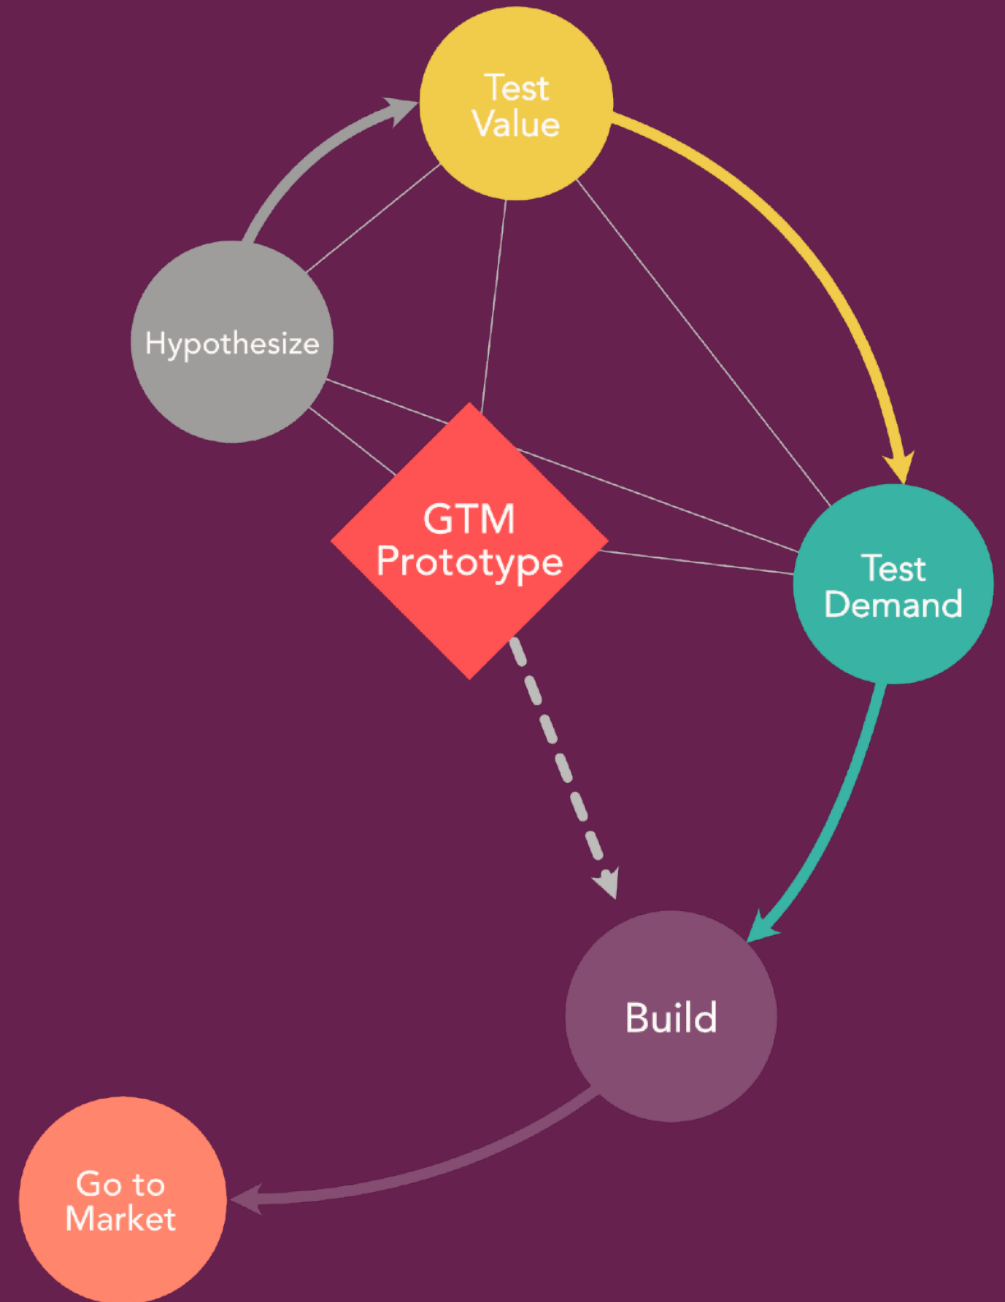 Test
Value
Hypothesize
GTM
Prototype
Test
Demand
Build
Go to
Market